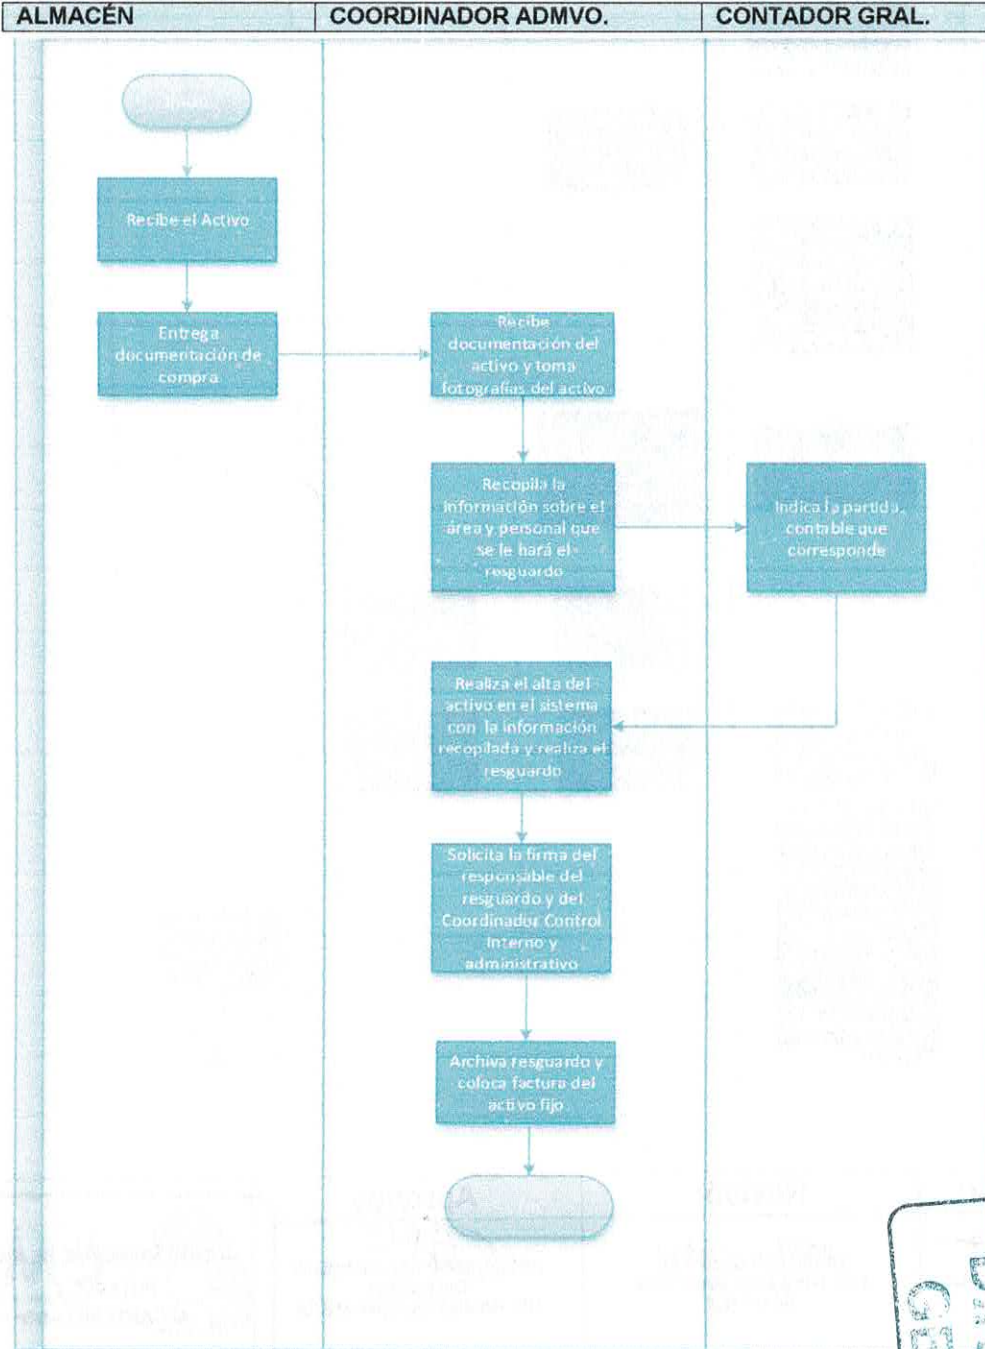 ALMACÉN
COORDINADOR ADMVO.
CONTADOR GRAL.
Recibe el Activo
Entrega
documentación de
compra
Recibe
documentación del
activo y toma
fotografías del activo
Recopila la
información sobre el
área y personal que
se le hará el
resguardo
Indica la partida
contable que
corresponde
Realiza el alta del
activo en el sistema
con la información
recopilada y realiza el
resguardo
Solicita la firma del
responsable del
resguardo y del
Coordinador Control
Interno y
administrativo
Archiva resguardo y
coloca factura del
activo fijo